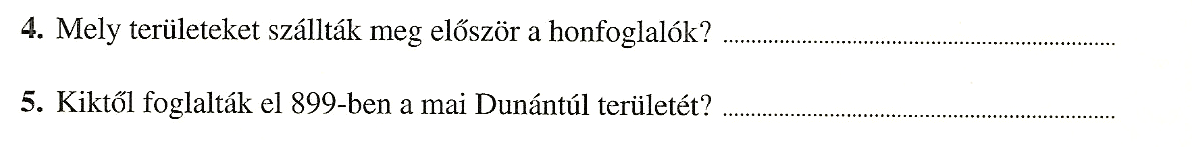 4. Mely területeket szállták meg először a honfoglalók? ........................................................
5. Kiktől foglalták el 899-ben a mai Dunántúl területét? ........................................................